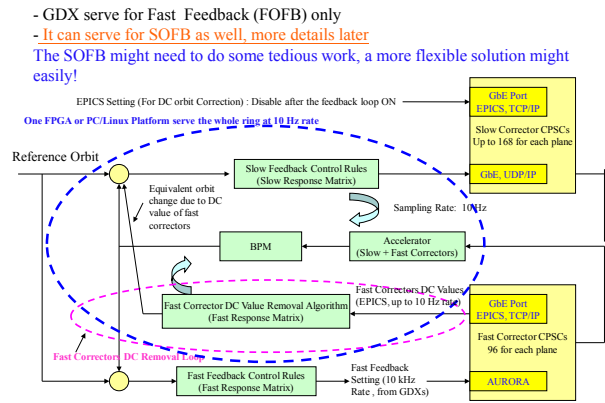 - GDX serve for Fast Feedback (FOFB) only
- It can serve for SOFB as well, more details later
The SOFB might need to do some tedious work, a more flexible solution might
easily!
EPICS Setting (For DC orbit Correction) : Disable after the feedback loop ON
GbE Port
EPICS, TCP/IP
One FPGA or PC/Linux Platform serve the whole ring at 10 Hz rate
Slow Corrector CPSCs
Up to 168 for each plane
Reference Orbit
Slow Feedback Control Rules
(Slow Response Matrix)
GbE, UDP/IP
Equivalent orbit
change due to DC
value of fast
correctors
Sampling Rate: 10 Hz
BPM
Accelerator
(Slow + Fast Correctors)
Fast Correctors DC Values
(EPICS, up to 10 Hz rate)
GbE Port
EPICS, TCP/IP
Fast Corrector DC Value Removal Algorithm
(Fast Response Matrix)
Fast Corrector CPSCs
96 for each plane
Fast Correctors DC Removal Loop
Fast Feedback Control Rules
(Fast Response Matrix)
Fast Feedback
Setting (10 kHz
Rate , from GDXs)
AURORA